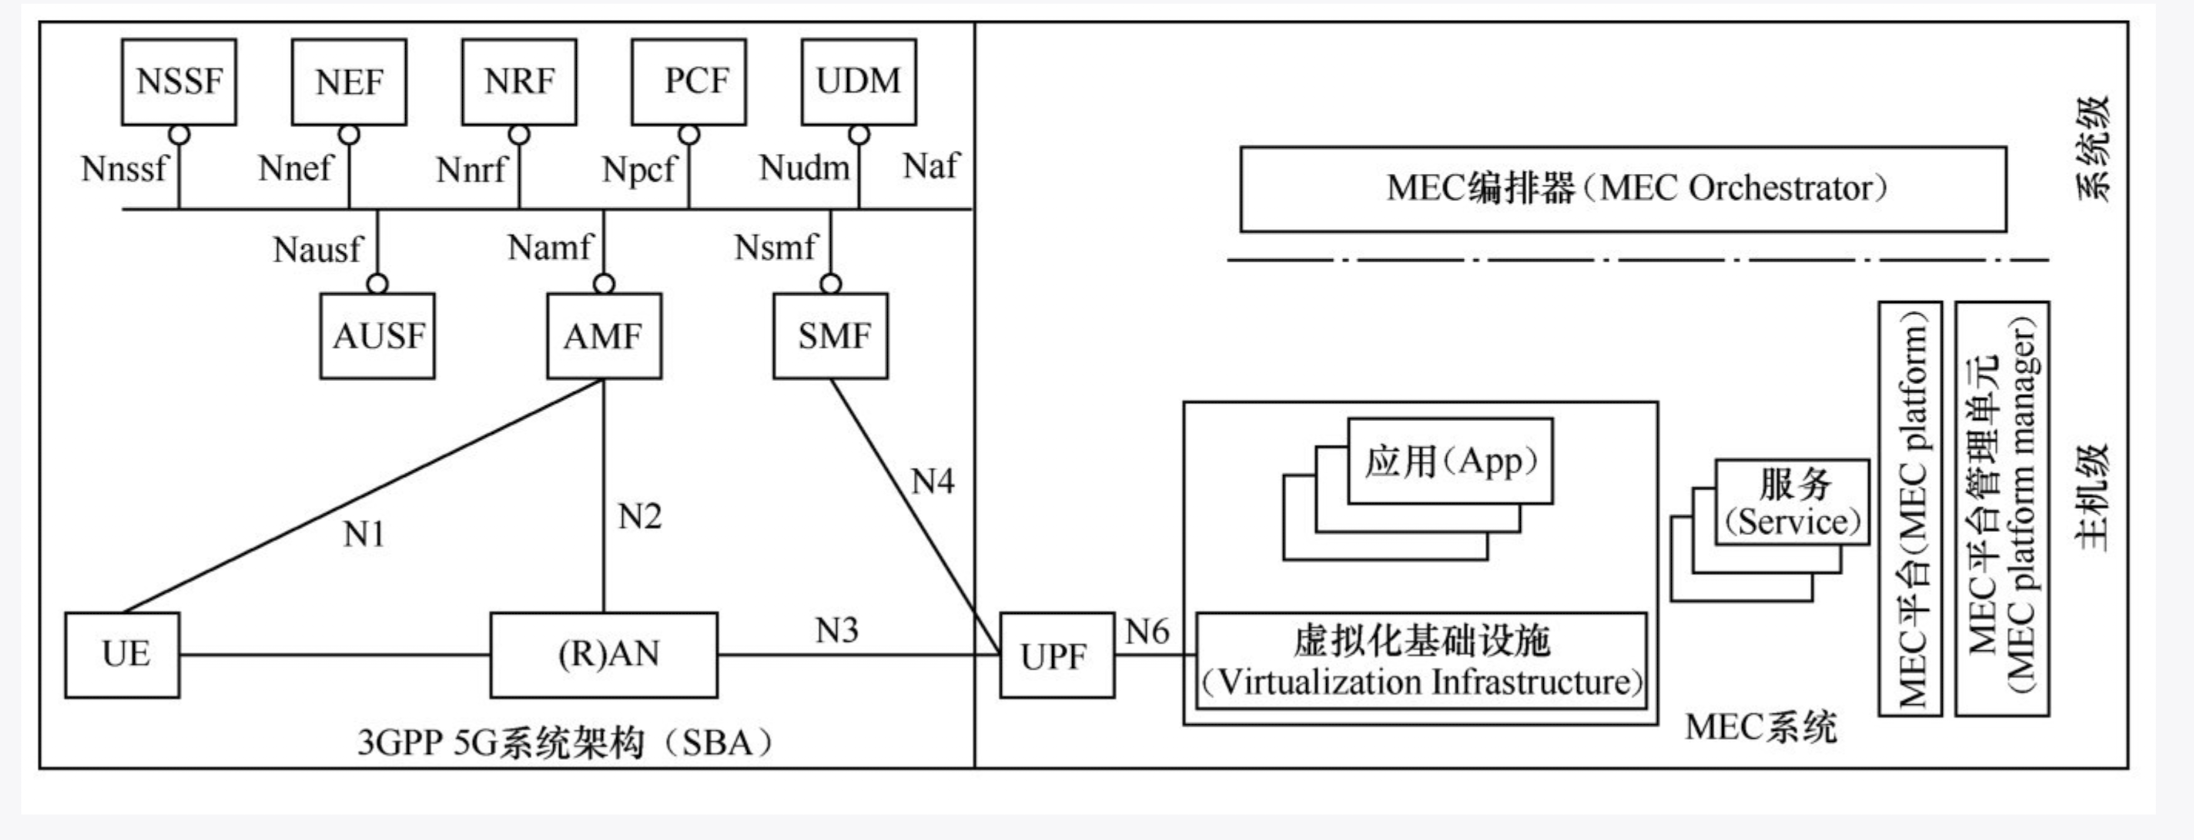 NSSF
NEF
NRF
PCF
UDM
Nnssf
Nnef
Nnrf
Npcf
Nudm
Naf
Nausf
Namf
Nsmf
AUSF
AMF
SMF
N1
N2
N4
UE
(R)AN
N3
UPF
N6
3GPP 5G系统架构（SBA）
MEC编排器（MEC Orchestrator）
系统级
应用（App）
服务
(Service)
虚拟化基础设施
（Virtualization Infrastructure）
MEC平台(MEC platform)
MEC平台管理单元
(MEC platform manager)
主机级
MEC系统